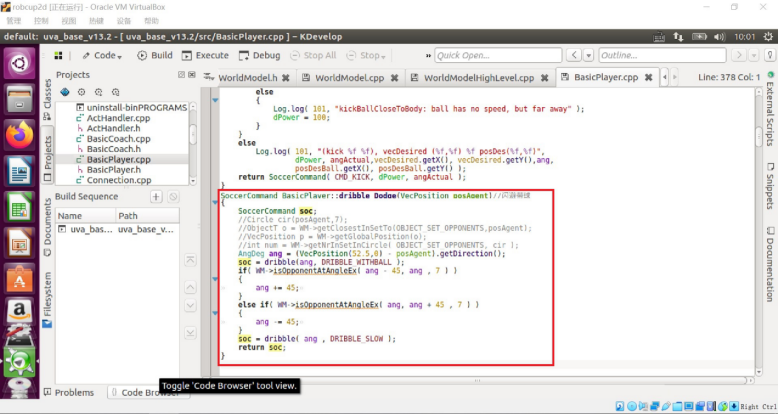 robcup2d [正在运行] - Oracle VM VirtualBox
管理 控制 视图 热键 设备 帮助
default: uva_base_v13.2 - [ uva_base_v13.2/src/BasicPlayer.cpp ] - KDevelop
10:01
Code Build Execute Debug Stop All Stop » Quick Open... Outline...
Projects
WorldModel.h WorldModel.cpp WorldModelHighLevel.cpp BasicPlayer.cpp Line: 378 Col: 1
Classes
Projects
Documents
Filesystem
uninstall-binPROGRAMS
ActHandler.cpp
ActHandler.h
BasicCoach.cpp
BasicCoach.h
BasicPlayer.cpp
BasicPlayer.h
Connection.cpp
Build Sequence
Name Path
uva_bas... uva_base_v...
else
{
Log.log( 101, "kickBallCloseToBody: ball has no speed, but far away" );
dPower = 100;
}
}
else
Log.log( 101, "(kick %f %f), vecDesired (%f,%f) %f posDes(%f,%f)",
dPower, angActual,vecDesired.getX(), vecDesired.getY(),ang,
posDesBall.getX(), posDesBall.getY() );
return SoccerCommand( CMD_KICK, dPower, angActual );
}
SoccerCommand BasicPlayer::dribble Dodge(VecPosition posAgent)//闪避带球
{
SoccerCommand soc;
//Circle cir(posAgent,7);
//ObjectT o = WM->getClosestInSetTo(OBJECT_SET_OPPONENTS,posAgent);
//VecPosition p = WM->getGlobalPosition(o);
//int num = WM->getNrInSetInCircle( OBJECT_SET_OPPONENTS, cir );
AngDeg ang = (VecPosition(52.5,0) - posAgent).getDirection();
soc = dribble(ang, DRIBBLE_WITHBALL );
if( WM->isOpponentAtAngleEx( ang - 45, ang , 7 ) )
{
ang += 45;
}
else if( WM->isOpponentAtAngleEx( ang, ang + 45 , 7 ) )
{
ang -= 45;
}
soc = dribble( ang , DRIBBLE_SLOW );
return soc;
}
External Scripts
Snippets
Documentation
Problems Code Browser
Toggle 'Code Browser' tool view.
Right Ctrl